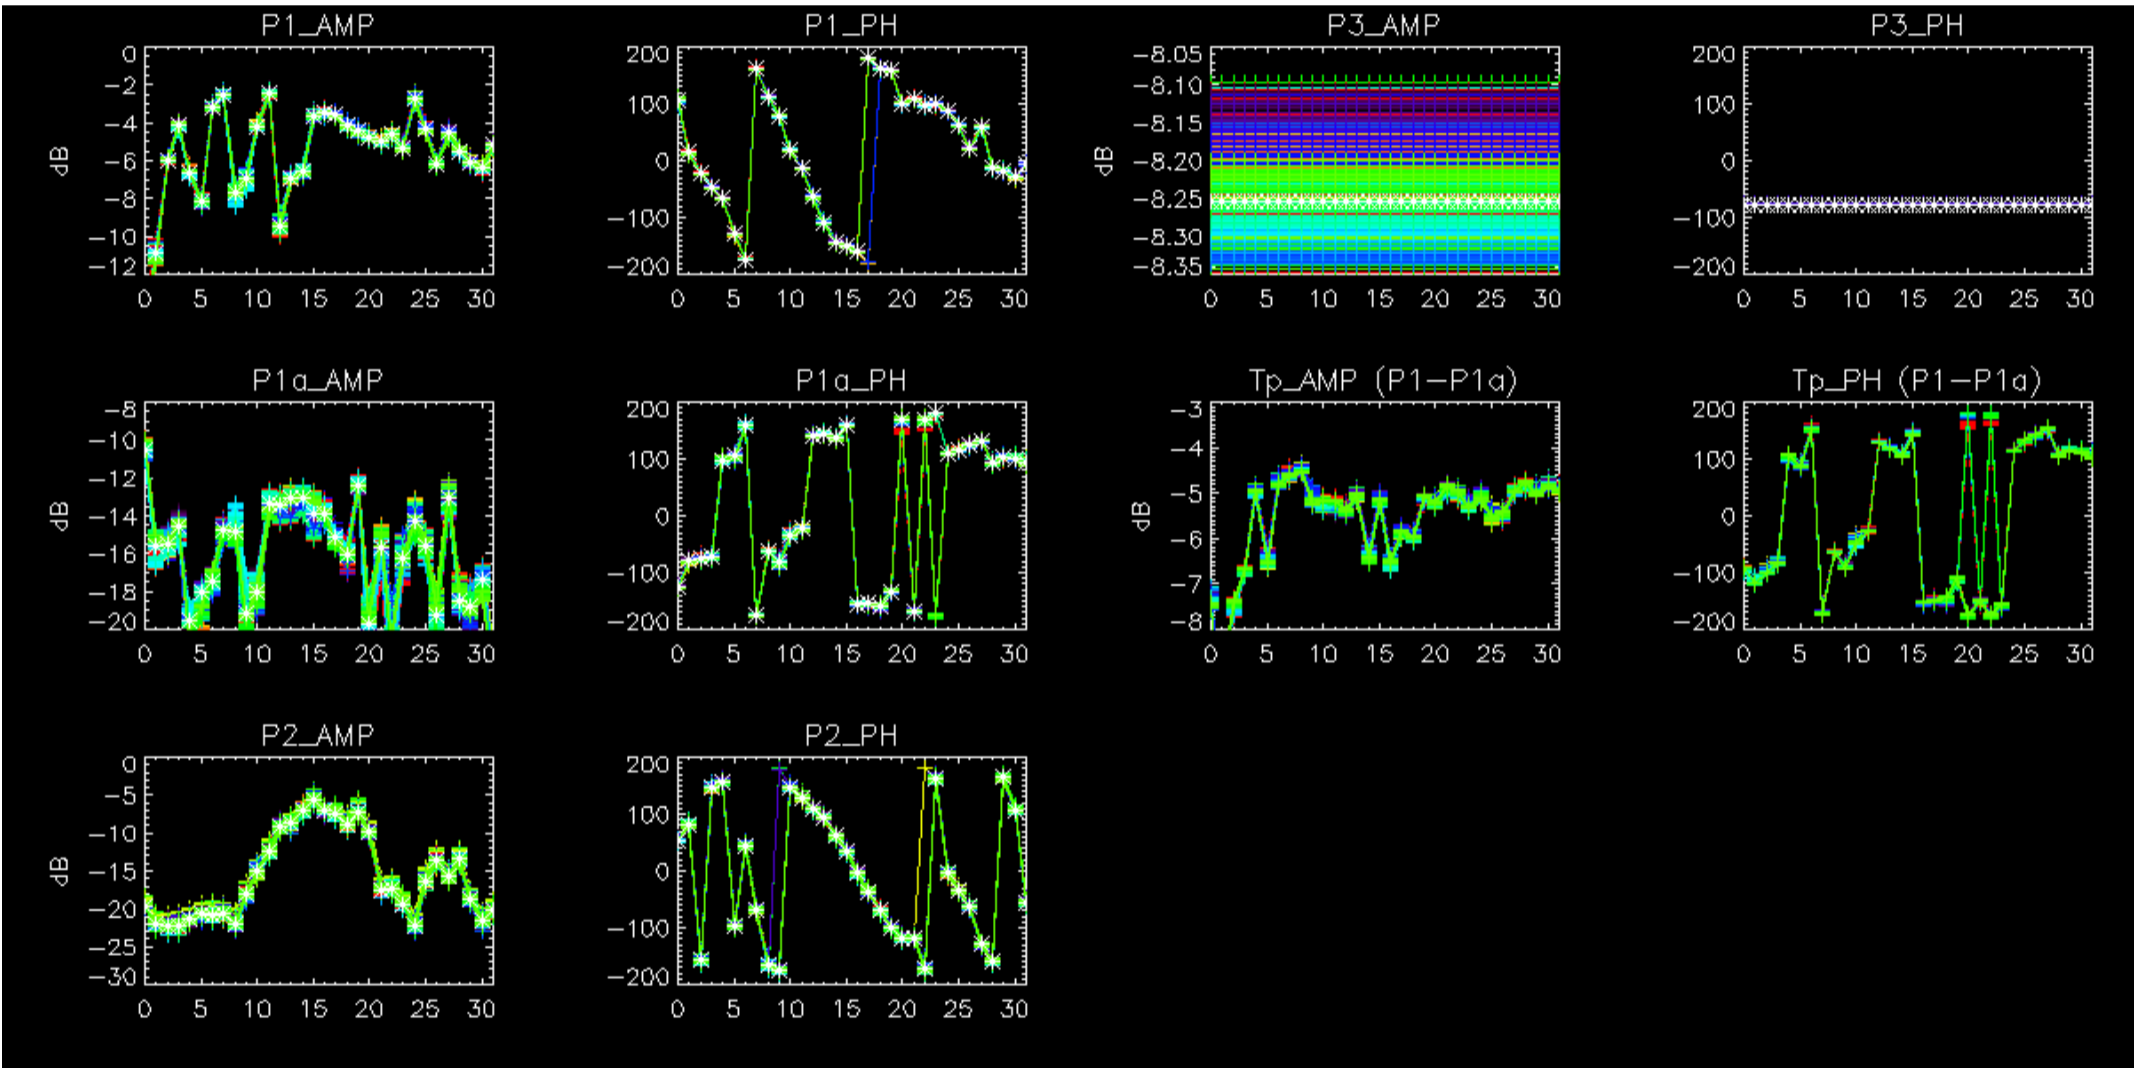 P1_AMP
P1_PH
P3_AMP
P3_PH
0
−2
−4
−6
−8
−10
−12
dB
0 5 10 15 20 25 30
200
100
0
−100
−200
0 5 10 15 20 25 30
−8.05
−8.10
−8.15
−8.20
−8.25
−8.30
−8.35
dB
0 5 10 15 20 25 30
200
100
0
−100
−200
0 5 10 15 20 25 30
P1a_AMP
P1a_PH
Tp_AMP (P1−P1a)
Tp_PH (P1−P1a)
−8
−10
−12
−14
−16
−18
−20
dB
0 5 10 15 20 25 30
200
100
0
−100
−200
0 5 10 15 20 25 30
−3
−4
−5
−6
−7
−8
dB
0 5 10 15 20 25 30
200
100
0
−100
−200
0 5 10 15 20 25 30
P2_AMP
P2_PH
0
−5
−10
−15
−20
−25
−30
dB
0 5 10 15 20 25 30
200
100
0
−100
−200
0 5 10 15 20 25 30